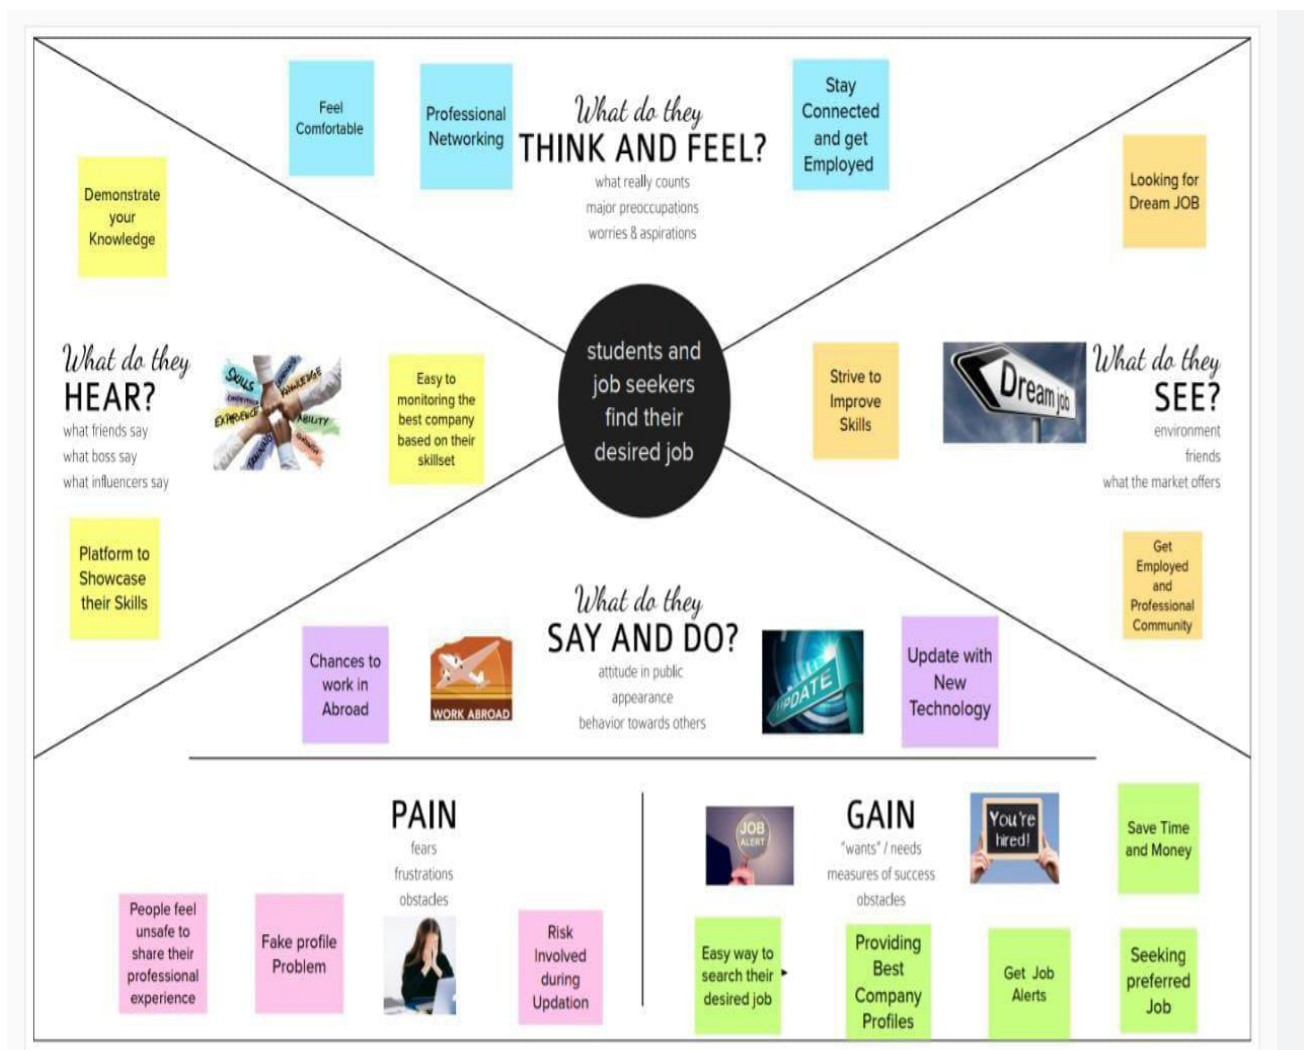 Feel
Comfortable
Professional
Networking
What do they
THINK AND FEEL?
what really counts
major preoccupations
worries & aspirations
Stay
Connected
and get
Employed
Demonstrate
your
Knowledge
What do they
HEAR?
what friends say
what boss say
what influencers say
SKILLS
KNOWLEDGE
EXPERIENCE
ABILITY
Easy to
monitoring the
best company
based on their
skillset
Platform to
Showcase
their Skills
students and
job seekers
find their
desired job
Looking for
Dream JOB
Strive to
Improve
Skills
Dream job
What do they
SEE?
environment
friends
what the market offers
Get
Employed
and
Professional
Community
What do they
SAY AND DO?
attitude in public
appearance
behavior towards others
Chances to
work in
Abroad
WORK ABROAD
UPDATE
Update with
New
Technology
PAIN
fears
frustrations
obstacles
People feel
unsafe to
share their
professional
experience
Fake profile
Problem
Risk
Involved
during
Updation
JOB
ALERT
GAIN
"wants" / needs
measures of success
obstacles
You're
hired!
Save Time
and Money
Easy way to
search their
desired job
Providing
Best
Company
Profiles
Get Job
Alerts
Seeking
preferred
Job